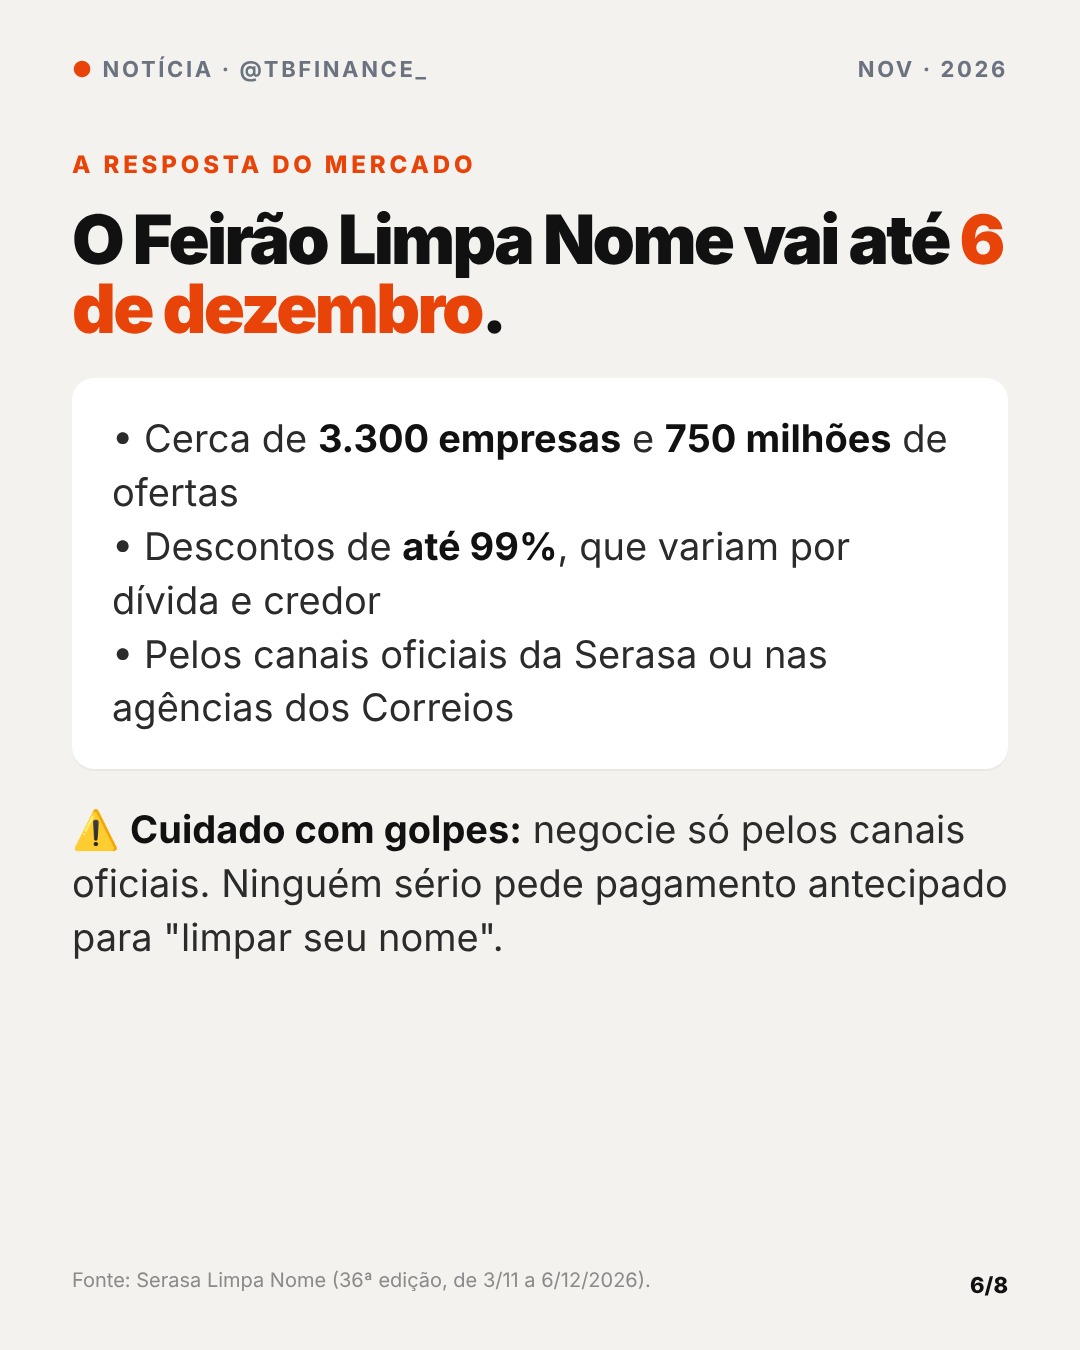 NOTÍCIA · @TBFINANCE_
NOV · 2026
A RESPOSTA DO MERCADO
O Feirão Limpa Nome vai até 6
de dezembro.
• Cerca de 3.300 empresas e 750 milhões de
ofertas
• Descontos de até 99%, que variam por
dívida e credor
• Pelos canais oficiais da Serasa ou nas
agências dos Correios
⚠️ Cuidado com golpes: negocie só pelos canais
oficiais. Ninguém sério pede pagamento antecipado
para "limpar seu nome".
Fonte: Serasa Limpa Nome (36ª edição, de 3/11 a 6/12/2026).
6/8